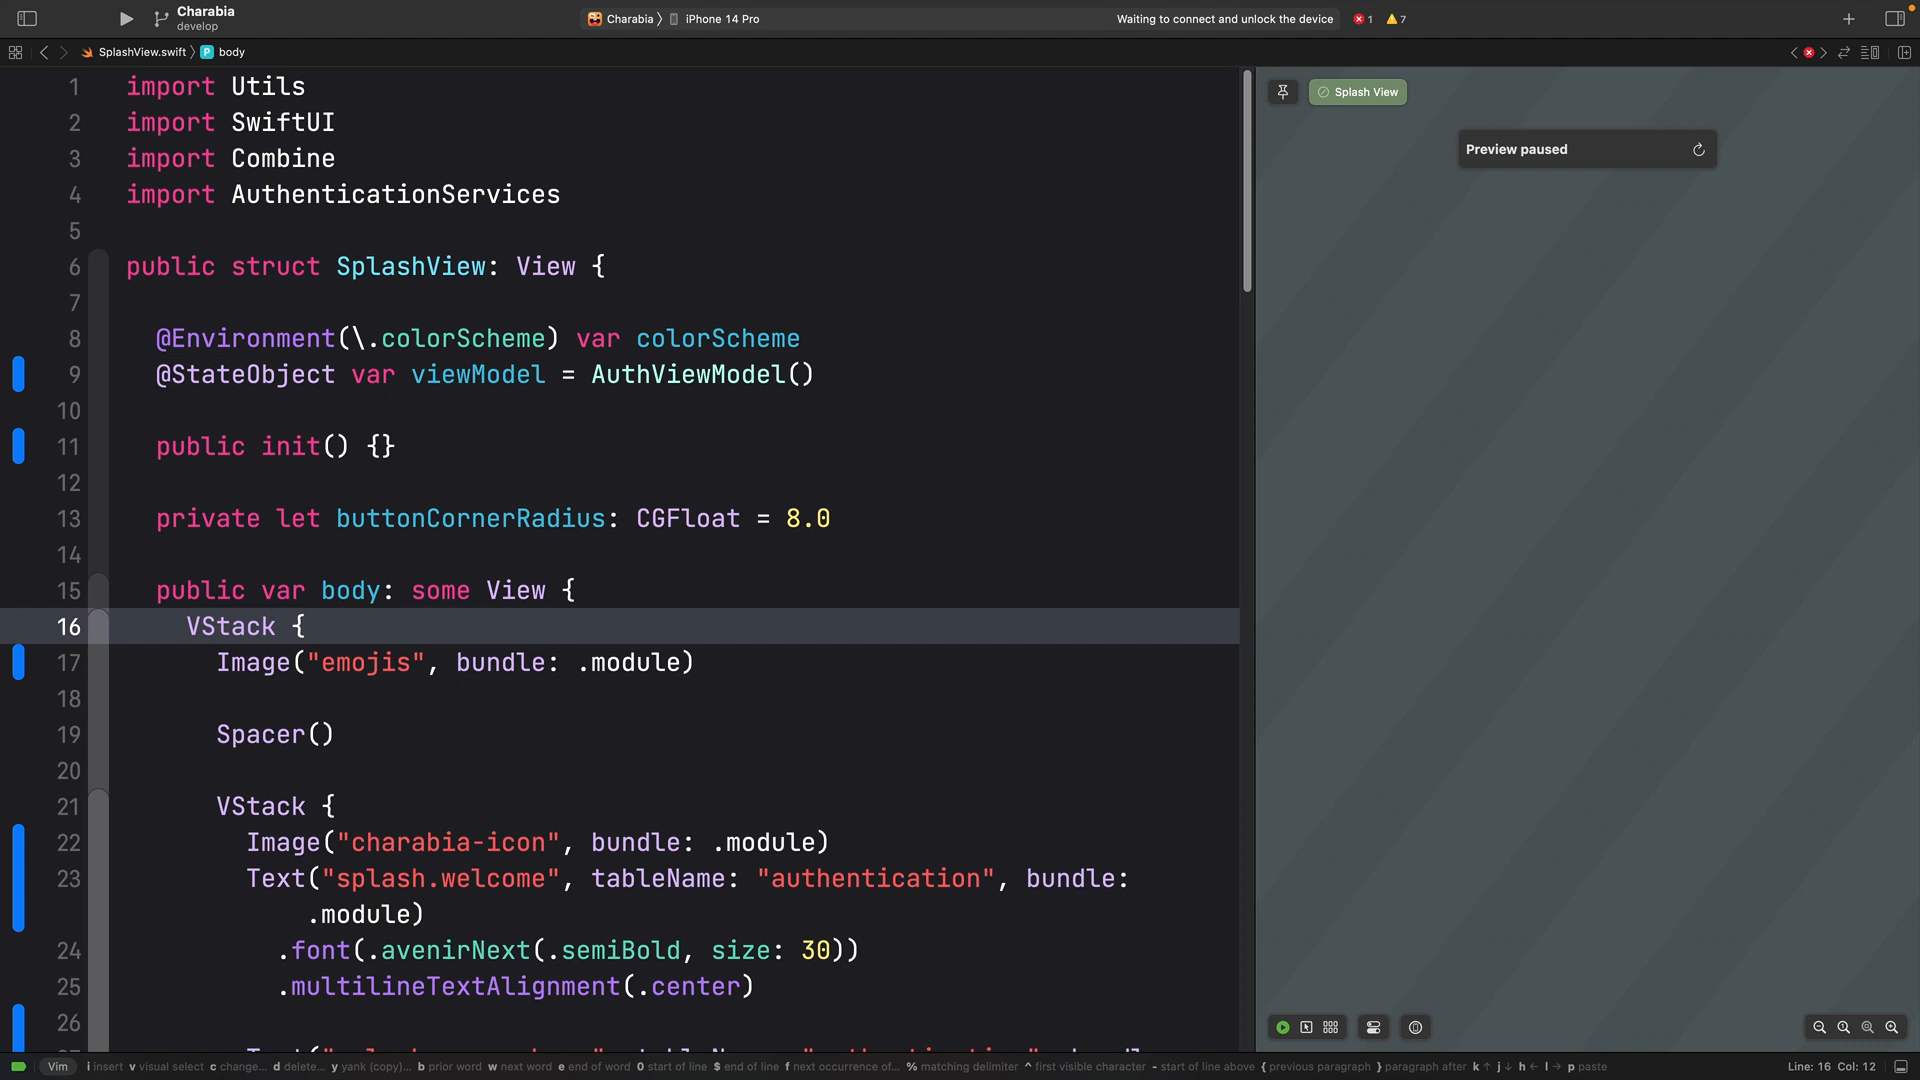 Charabia
develop
Charabia 〉 iPhone 14 Pro
Waiting to connect and unlock the device
1
7
SplashView.swift 〉 P body
1 import Utils
2 import SwiftUI
3 import Combine
4 import AuthenticationServices
5
6 public struct SplashView: View {
7
8 @Environment(\.colorScheme) var colorScheme
9 @StateObject var viewModel = AuthViewModel()
10
11 public init() {}
12
13 private let buttonCornerRadius: CGFloat = 8.0
14
15 public var body: some View {
16 VStack {
17 Image("emojis", bundle: .module)
18
19 Spacer()
20
21 VStack {
22 Image("charabia-icon", bundle: .module)
23 Text("splash.welcome", tableName: "authentication", bundle:
.module)
24 .font(.avenirNext(.semiBold, size: 30))
25 .multilineTextAlignment(.center)
26
Splash View
Preview paused
Vim i insert v visual select c change... d delete... y yank (copy)... b prior word w next word e end of word 0 start of line $ end of line f next occurrence of... % matching delimiter ^ first visible character - start of line above { previous paragraph } paragraph after k ↑ j ↓ h ← l → p paste
Line: 16 Col: 12